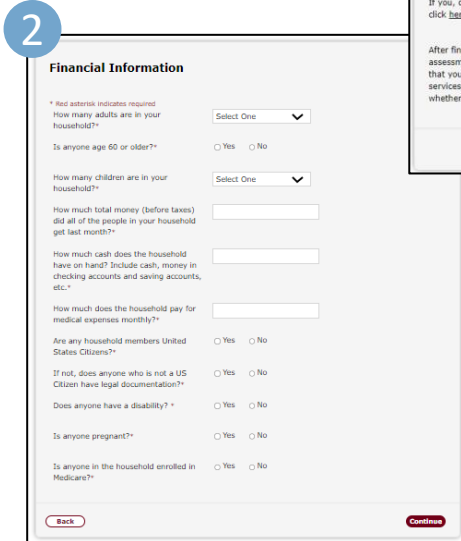 2
If you,
click
After fin
assessm
that you
services
whether
Financial Information
* Red asterisk indicates required
How many adults are in your
household?*
Select One
Is anyone age 60 or older?*
Yes No
How many children are in your
household?*
Select One
How much total money (before taxes)
did all of the people in your household
get last month?*
How much cash does the household
have on hand? Include cash, money in
checking accounts and saving accounts,
etc.*
How much does the household pay for
medical expenses monthly?*
Are any household members United
States Citizens?*
Yes No
If not, does anyone who is not a US
Citizen have legal documentation?*
Yes No
Does anyone have a disability? *
Yes No
Is anyone pregnant?*
Yes No
Is anyone in the household enrolled in
Medicare?*
Yes No
Back
Continue